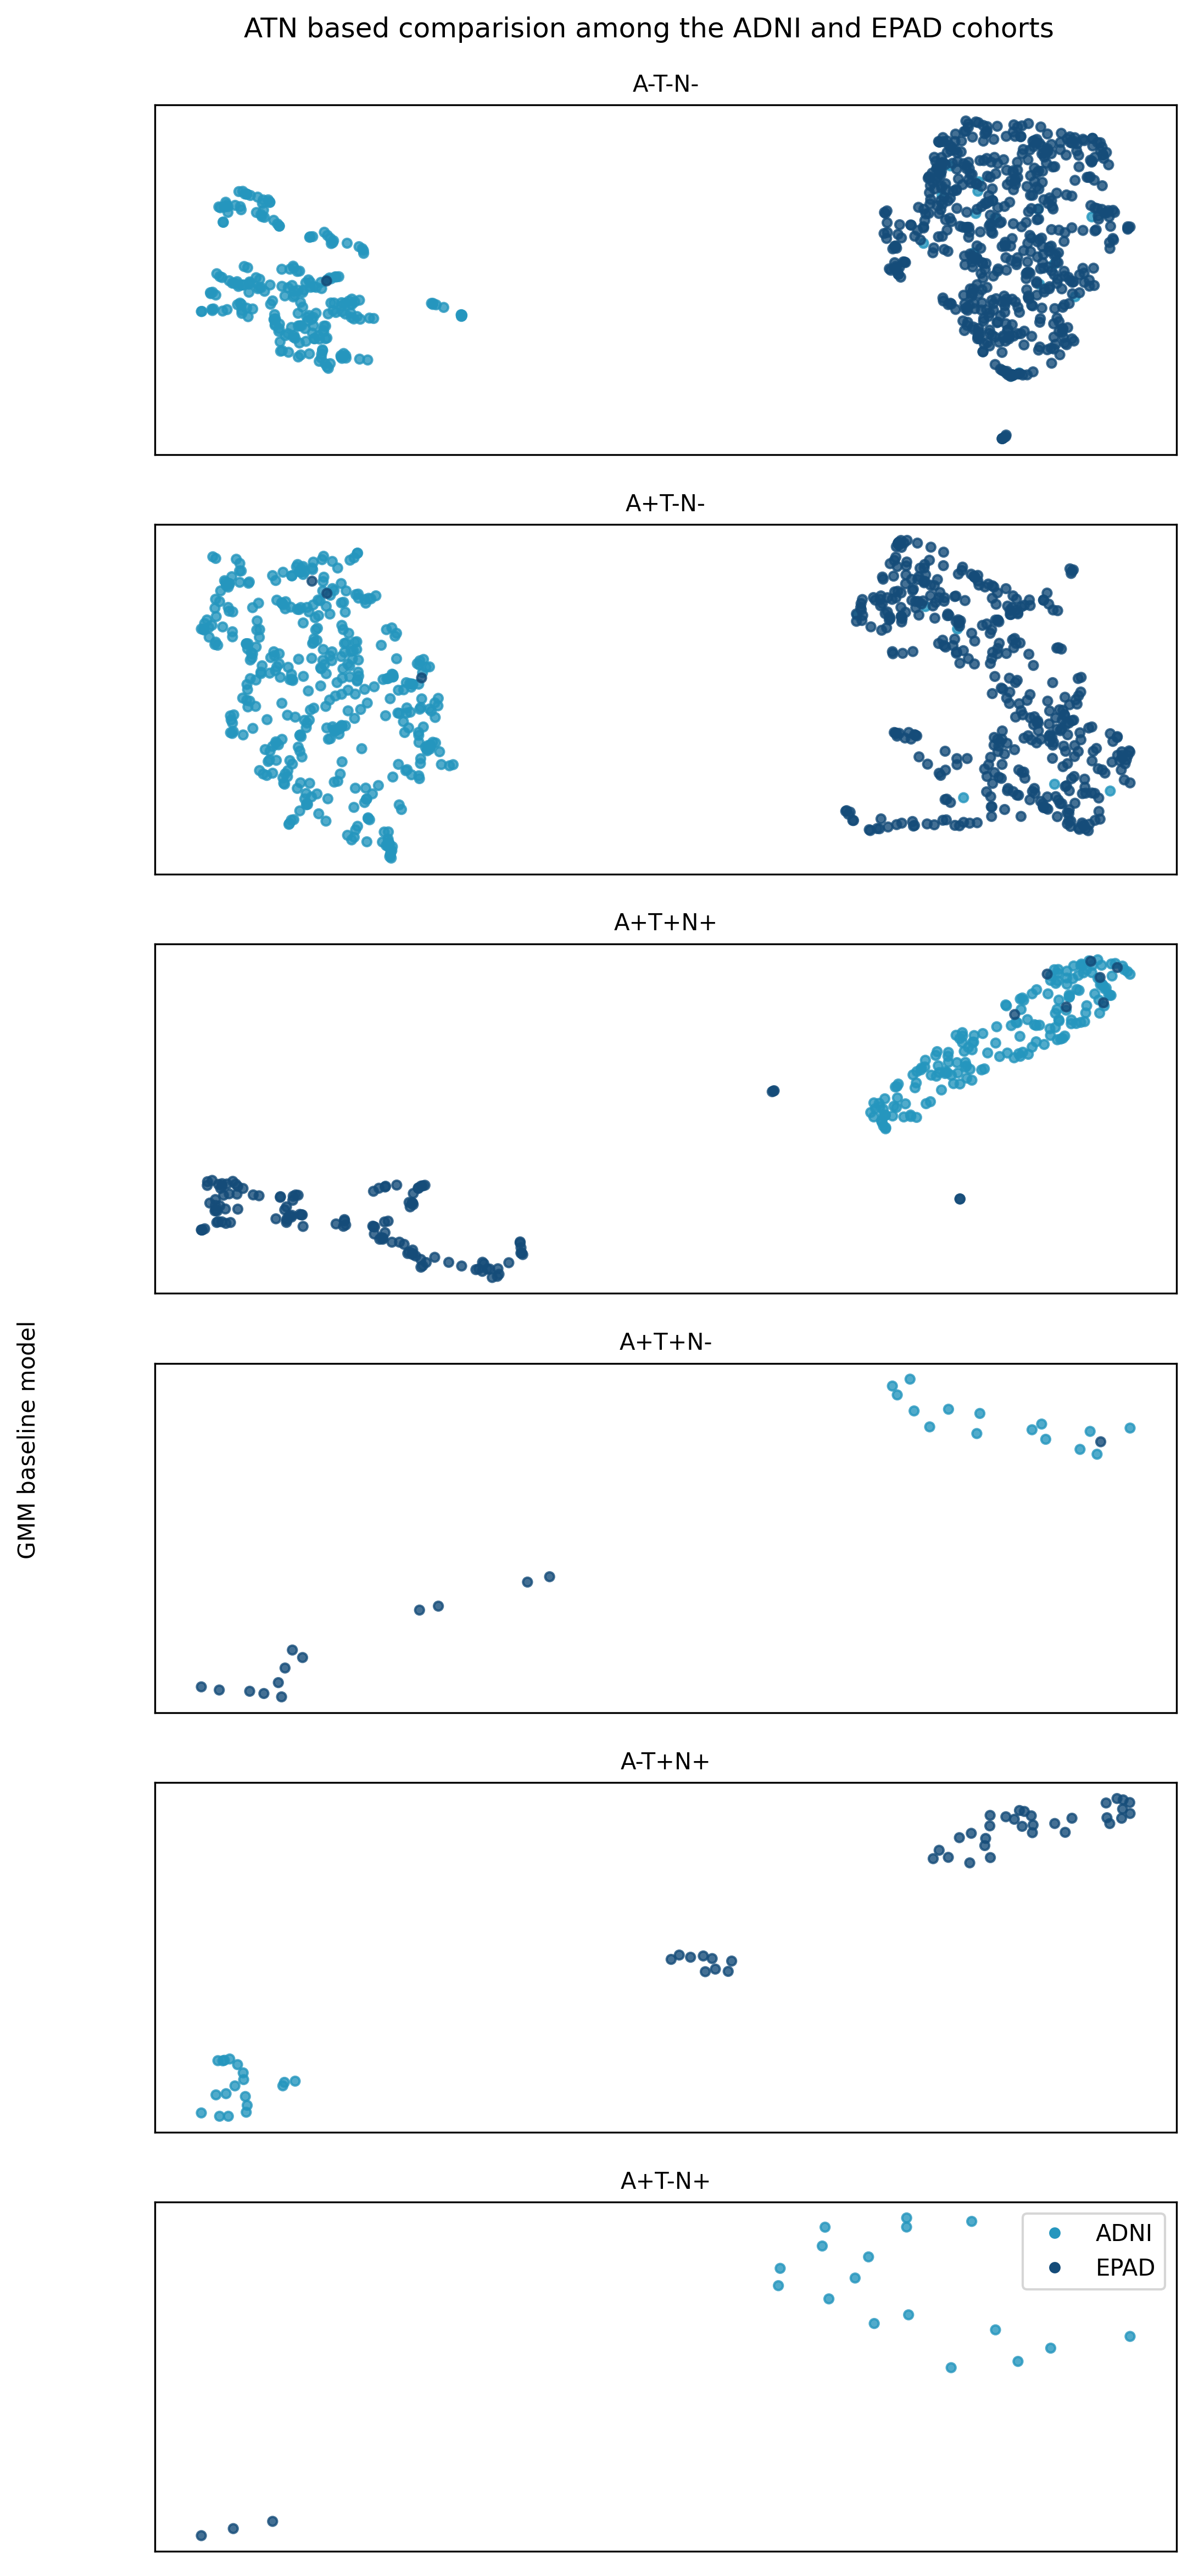 ATN based comparision among the ADNI and EPAD cohorts
A-T-N-
A+T-N-
A+T+N+
A+T+N-
GMM baseline model
A-T+N+
A+T-N+
ADNI
EPAD